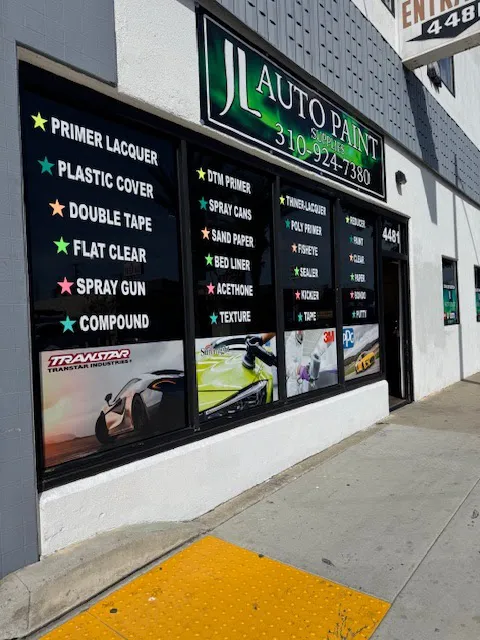 ENTRA
448
JL AUTO PAINT
SUPPLIES
310-924-7380
PRIMER LACQUER
PLASTIC COVER
DOUBLE TAPE
FLAT CLEAR
SPRAY GUN
COMPOUND
TRANSTAR
TRANSTAR INDUSTRIES
DTM PRIMER
SPRAY CANS
SAND PAPER
BED LINER
ACETHONE
TEXTURE
THINER-LACQUER
POLY PRIMER
FISHEYE
SEALER
KICKER
TAPE
3M
REDUCER
PAINT
CLEAR
PAPER
BONDO
PUTTY
PPG
4481